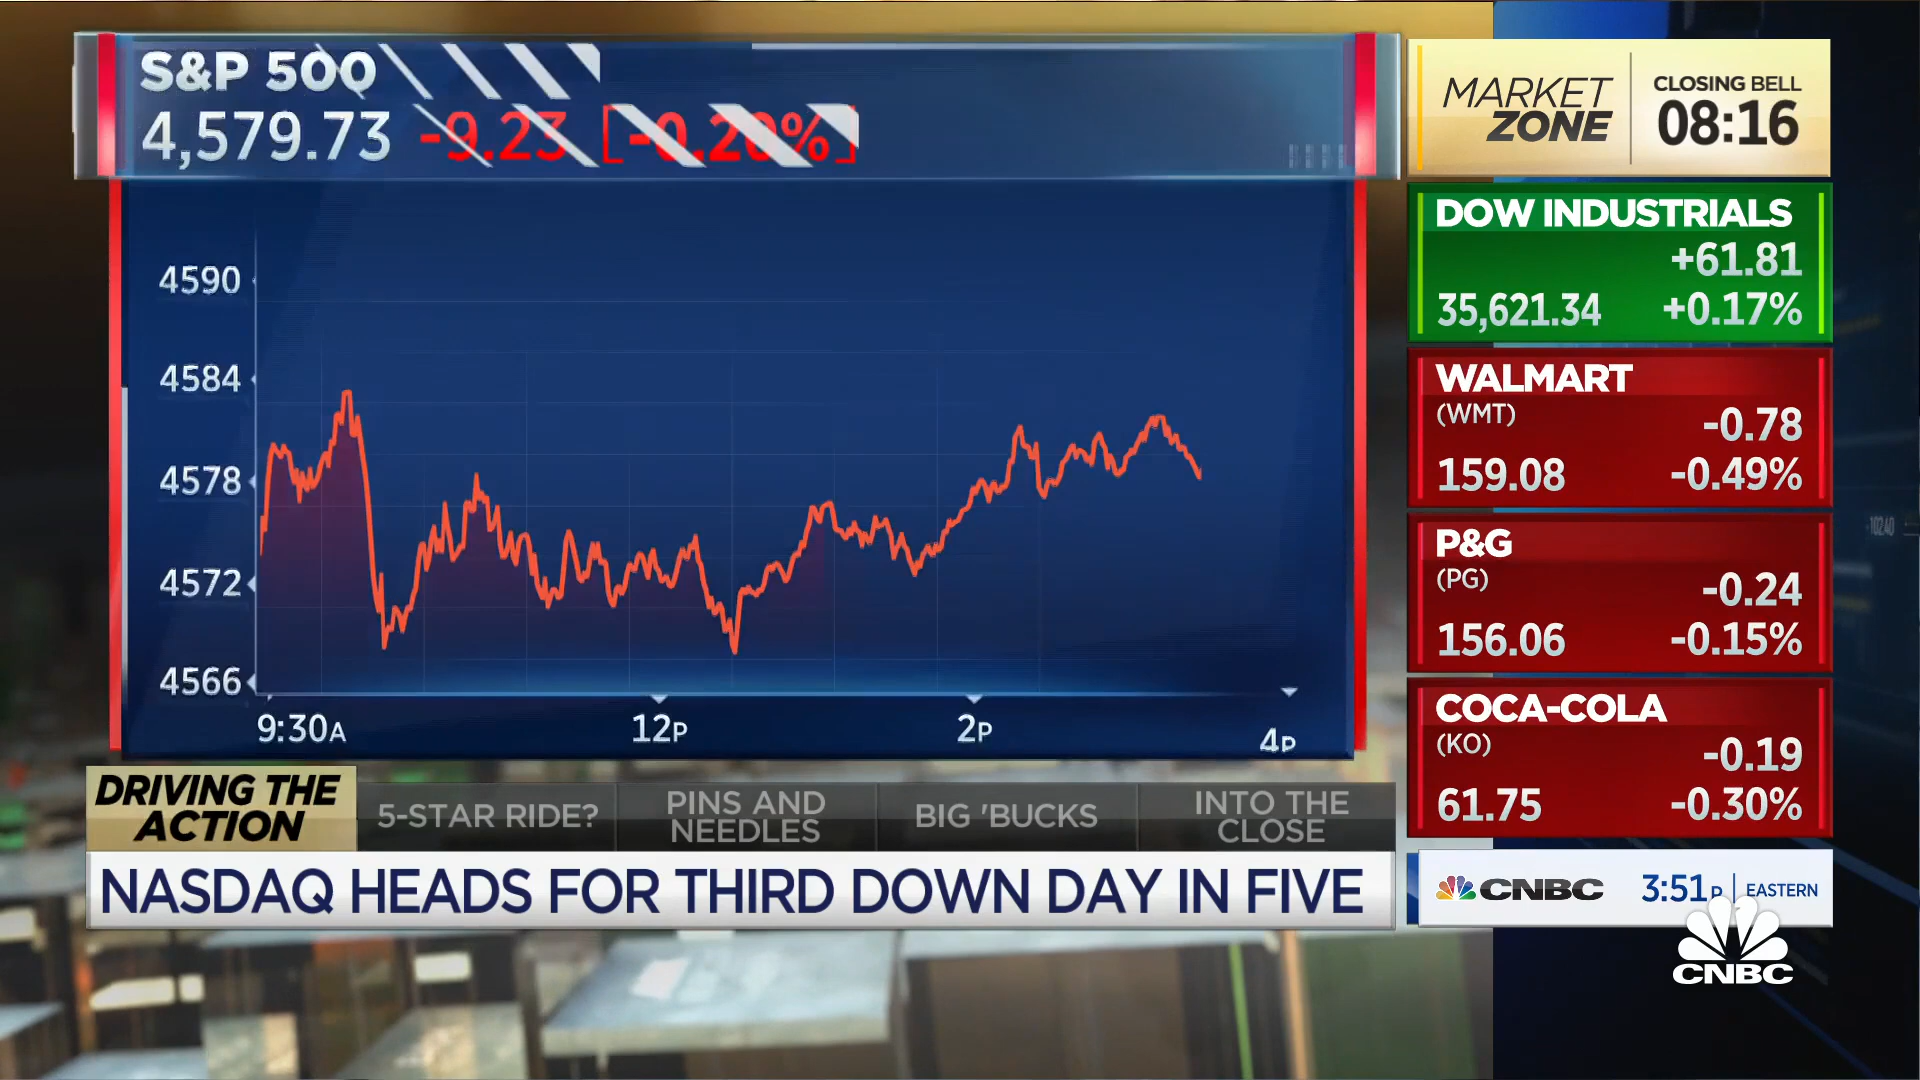 S&P 500
4,579.73 -9.23 [-0.20%]
4590
4584
4578
4572
4566
9:30A
12P
2P
4P
DRIVING THE
ACTION
5-STAR RIDE?
PINS AND
NEEDLES
BIG 'BUCKS
INTO THE
CLOSE
NASDAQ HEADS FOR THIRD DOWN DAY IN FIVE
MARKET
ZONE
CLOSING BELL
08:16
DOW INDUSTRIALS
+61.81
35,621.34 +0.17%
WALMART
(WMT) -0.78
159.08 -0.49%
P&G
(PG) -0.24
156.06 -0.15%
COCA-COLA
(KO) -0.19
61.75 -0.30%
CNBC 3:51P EASTERN
CNBC